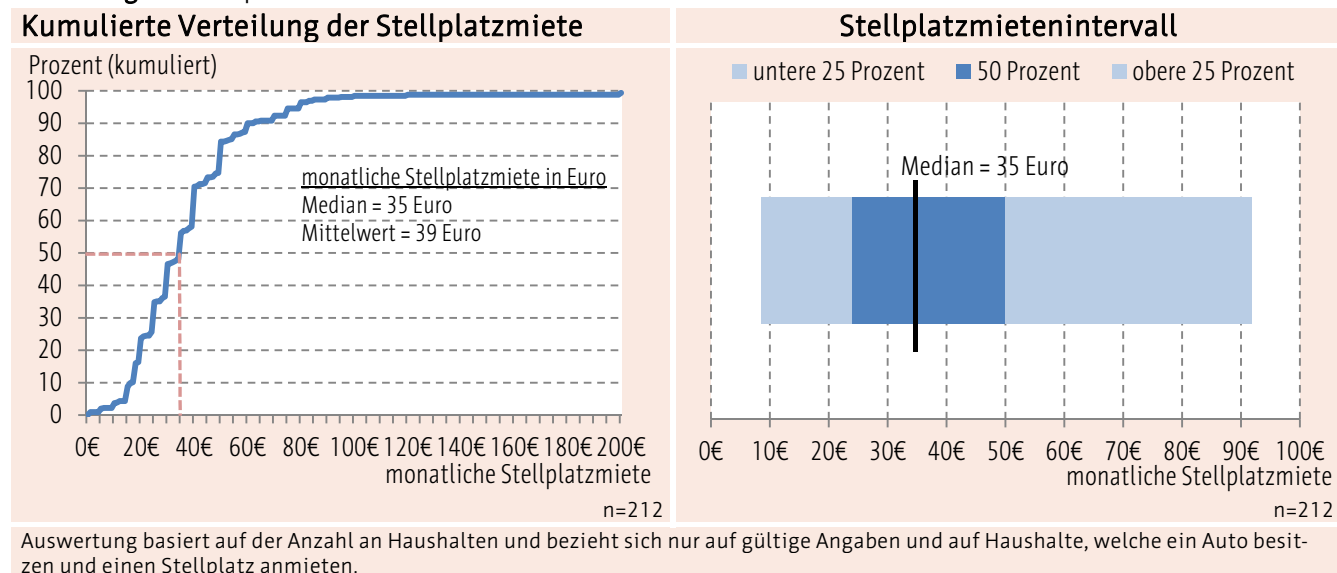 Kumulierte Verteilung der Stellplatzmiete
Prozent (kumuliert)
100
90
80
70
60
50
40
30
20
10
0
monatliche Stellplatzmiete in Euro
Median = 35 Euro
Mittelwert = 39 Euro
0€ 20€ 40€ 60€ 80€ 100€ 120€ 140€ 160€ 180€ 200€
monatliche Stellplatzmiete
n=212
Stellplatzmietenintervall
untere 25 Prozent 50 Prozent obere 25 Prozent
Median = 35 Euro
0€ 10€ 20€ 30€ 40€ 50€ 60€ 70€ 80€ 90€ 100€
monatliche Stellplatzmiete
n=212
Auswertung basiert auf der Anzahl an Haushalten und bezieht sich nur auf gültige Angaben und auf Haushalte, welche ein Auto besit-
zen und einen Stellplatz anmieten.